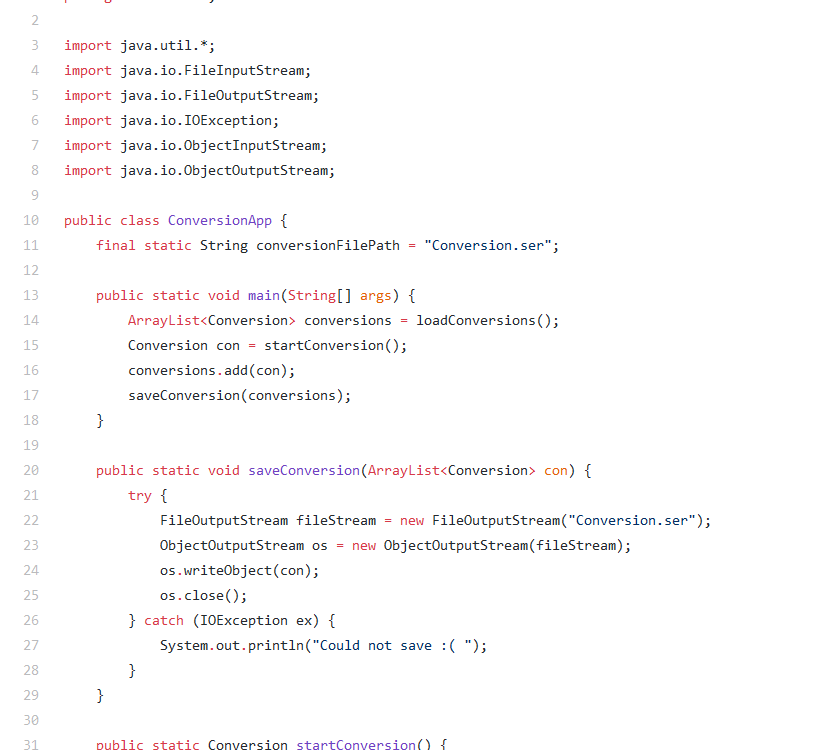 2
3 import java.util.*;
4 import java.io.FileInputStream;
5 import java.io.FileOutputStream;
6 import java.io.IOException;
7 import java.io.ObjectInputStream;
8 import java.io.ObjectOutputStream;
9
10 public class ConversionApp {
11 final static String conversionFilePath = "Conversion.ser";
12
13 public static void main(String[] args) {
14 ArrayList<Conversion> conversions = loadConversions();
15 Conversion con = startConversion();
16 conversions.add(con);
17 saveConversion(conversions);
18 }
19
20 public static void saveConversion(ArrayList<Conversion> con) {
21 try {
22 FileOutputStream fileStream = new FileOutputStream("Conversion.ser");
23 ObjectOutputStream os = new ObjectOutputStream(fileStream);
24 os.writeObject(con);
25 os.close();
26 } catch (IOException ex) {
27 System.out.println("Could not save :( ");
28 }
29 }
30
31 public static Conversion startConversion() {